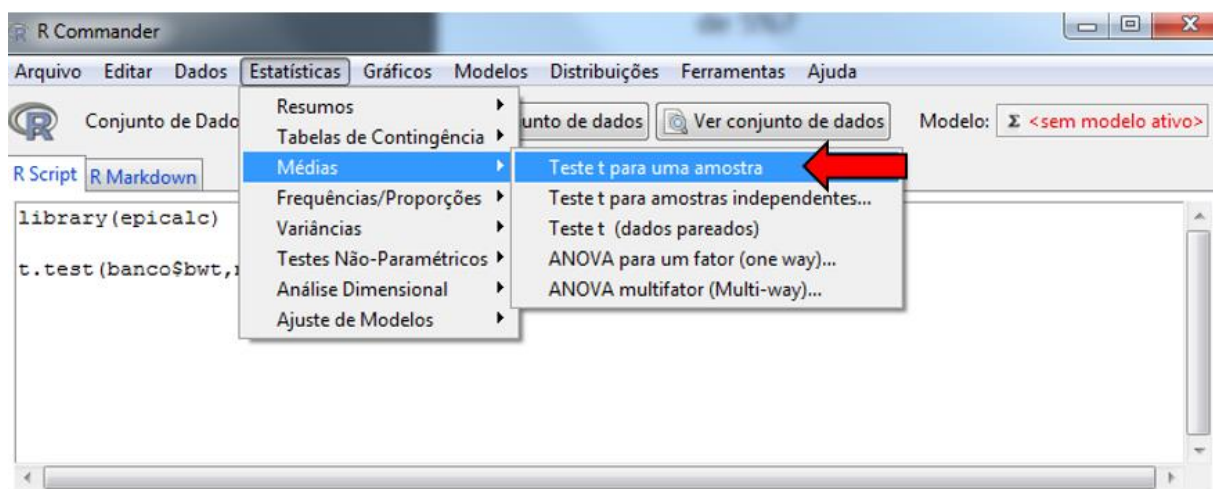 R Commander
Arquivo Editar Dados Estatísticas Gráficos Modelos Distribuições Ferramentas Ajuda
R Conjunto de Dado unto de dados Ver conjunto de dados Modelo: Σ <sem modelo ativo>
R Script R Markdown
Resumos
Tabelas de Contingência
Médias
Frequências/Proporções
Variâncias
Testes Não-Paramétricos
Análise Dimensional
Ajuste de Modelos
Teste t para uma amostra
Teste t para amostras independentes...
Teste t (dados pareados)
ANOVA para um fator (one way)...
ANOVA multifator (Multi-way)...
library(epicalc)
t.test(banco$bwt,